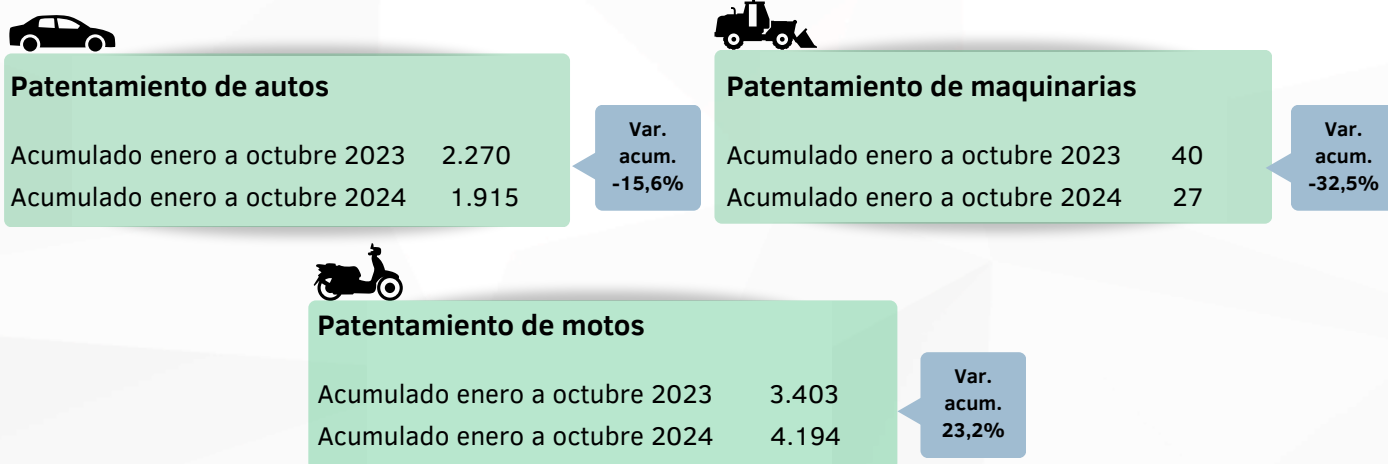 Patentamiento de autos
Acumulado enero a octubre 2023 2.270
Acumulado enero a octubre 2024 1.915
Var.
acum.
-15,6%
Patentamiento de maquinarias
Acumulado enero a octubre 2023 40
Acumulado enero a octubre 2024 27
Var.
acum.
-32,5%
Patentamiento de motos
Acumulado enero a octubre 2023 3.403
Acumulado enero a octubre 2024 4.194
Var.
acum.
23,2%